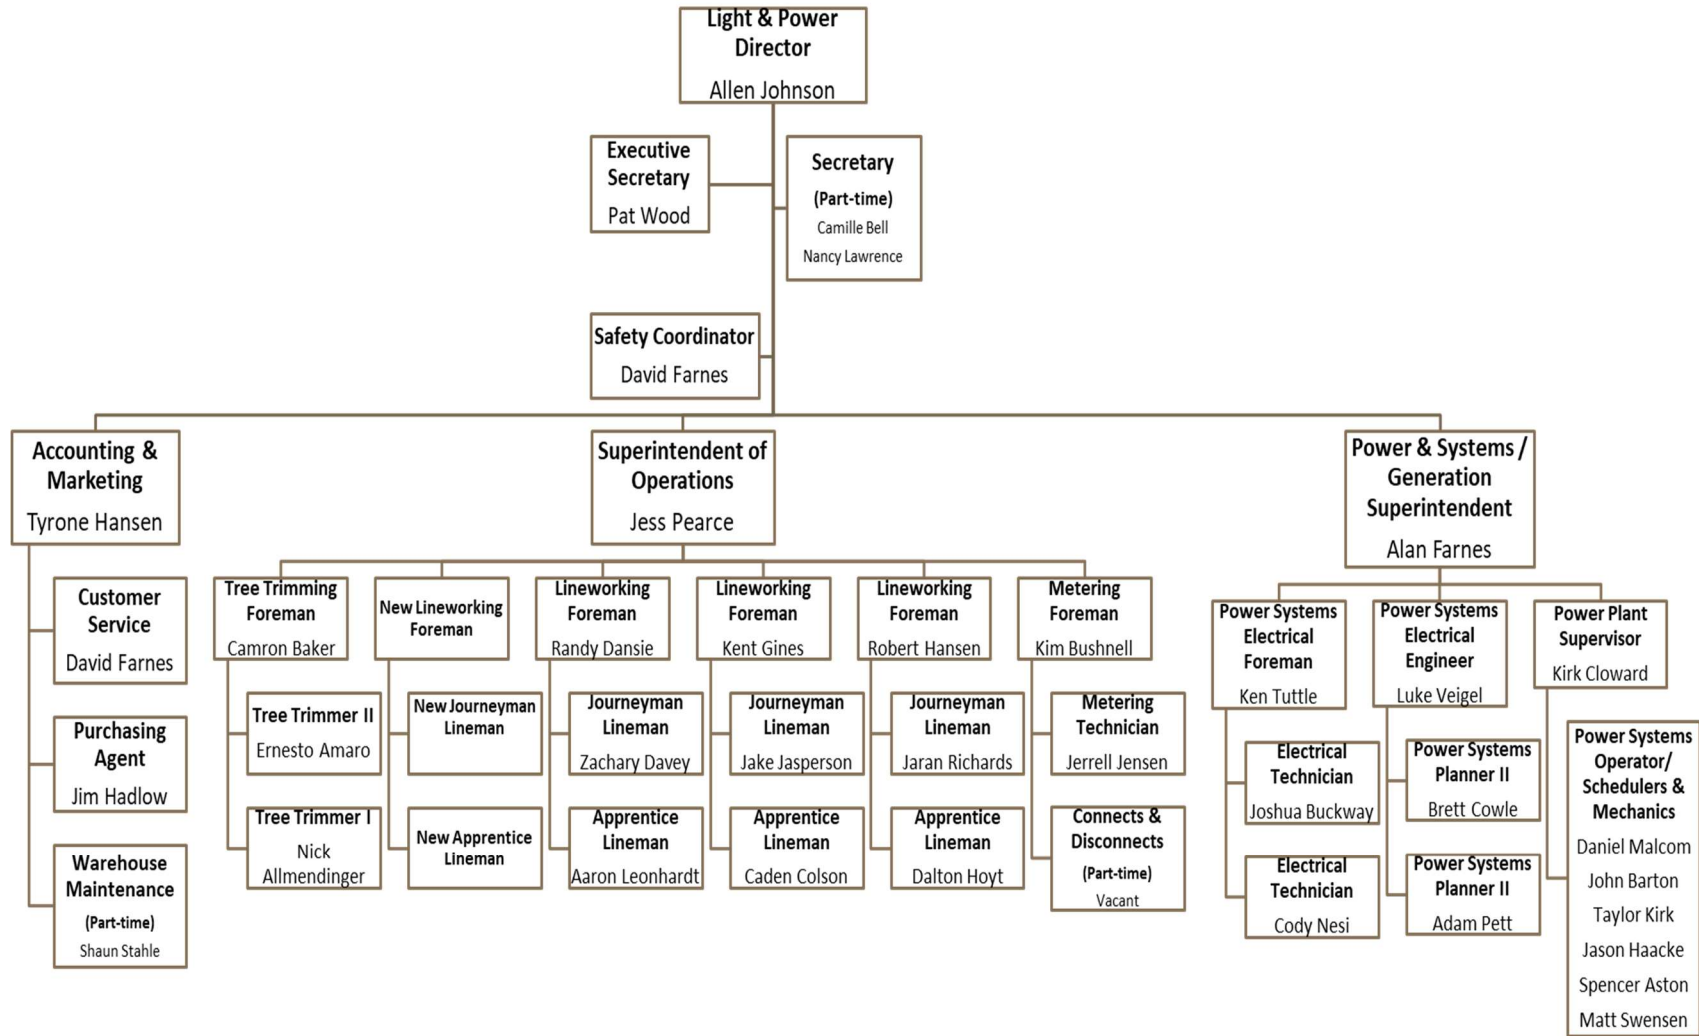 Light & Power
Director
Allen Johnson
Executive
Secretary
Pat Wood
Secretary
(Part-time)
Camille Bell
Nancy Lawrence
Safety Coordinator
David Farnes
Accounting &
Marketing
Tyrone Hansen
Superintendent of
Operations
Jess Pearce
Power & Systems /
Generation
Superintendent
Alan Farnes
Customer
Service
David Farnes
Purchasing
Agent
Jim Hadlow
Warehouse
Maintenance
(Part-time)
Shaun Stahle
Tree Trimming
Foreman
Camron Baker
Tree Trimmer II
Ernesto Amaro
Tree Trimmer I
Nick
Allmendinger
New Lineworking
Foreman
New Journeyman
Lineman
New Apprentice
Lineman
Lineworking
Foreman
Randy Dansie
Journeyman
Lineman
Zachary Davey
Apprentice
Lineman
Aaron Leonhardt
Lineworking
Foreman
Kent Gines
Journeyman
Lineman
Jake Jasperson
Apprentice
Lineman
Caden Colson
Lineworking
Foreman
Robert Hansen
Journeyman
Lineman
Jaran Richards
Apprentice
Lineman
Dalton Hoyt
Metering
Foreman
Kim Bushnell
Metering
Technician
Jerrell Jensen
Connects &
Disconnects
(Part-time)
Vacant
Power Systems
Electrical
Foreman
Ken Tuttle
Electrical
Technician
Joshua Buckway
Electrical
Technician
Cody Nesi
Power Systems
Electrical
Engineer
Luke Veigel
Power Systems
Planner II
Brett Cowle
Power Systems
Planner II
Adam Pett
Power Plant
Supervisor
Kirk Cloward
Power Systems
Operator/
Schedulers &
Mechanics
Daniel Malcom
John Barton
Taylor Kirk
Jason Haacke
Spencer Aston
Matt Swensen